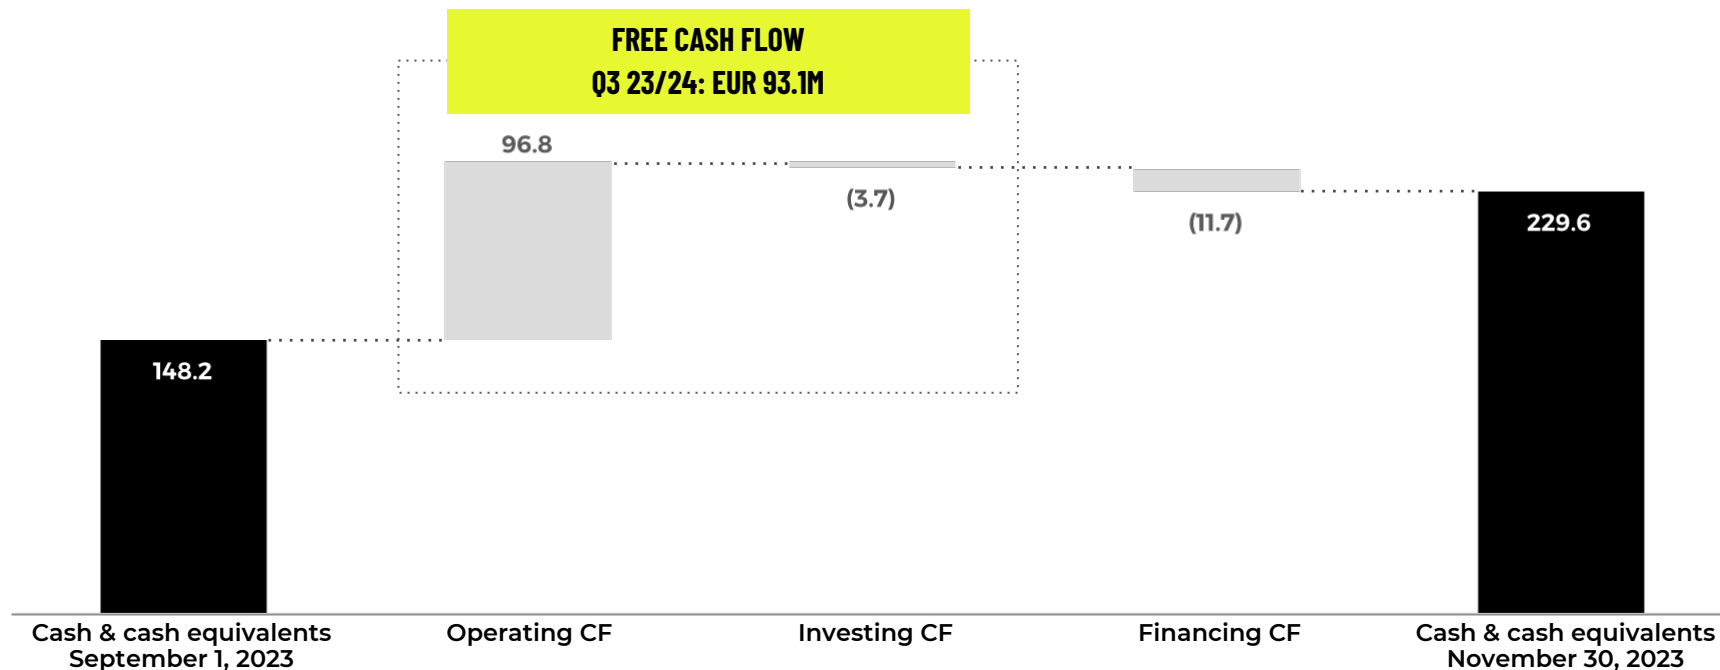 FREE CASH FLOW
Q3 23/24: EUR 93.1M
96.8
(3.7)
(11.7)
229.6
148.2
Cash & cash equivalents
September 1, 2023
Operating CF
Investing CF
Financing CF
Cash & cash equivalents
November 30, 2023